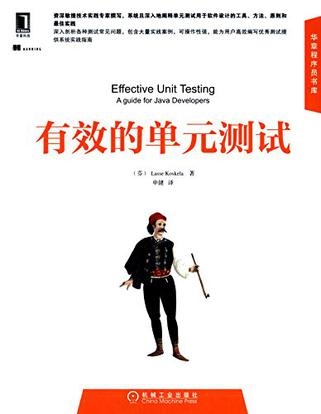 华章科技
资深敏捷技术实践专家撰写,系统且深入地阐释单元测试用于软件设计的工具、方法、原则和
最佳实践
深入剖析各种测试常见问题,包含大量实践案例,可操作性强,能为用户高效编写优秀测试提
供系统实践指南
华章程序员书库
Effective Unit Testing
A guide for Java Developers
有效的单元测试
(芬) Lasse Koskela 著
申健 译
机械工业出版社
China Machine Press